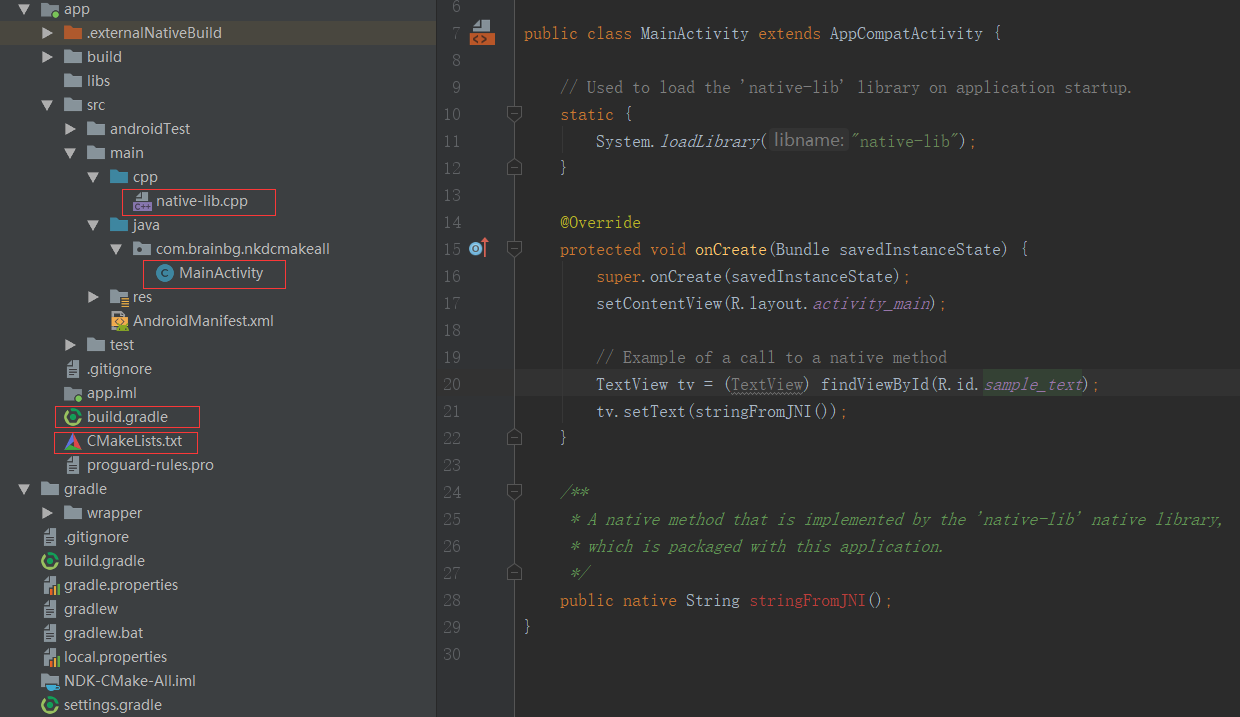 app
.externalNativeBuild
build
libs
src
androidTest
main
cpp
native-lib.cpp
java
com.brainbg.nkdcmakeall
MainActivity
res
AndroidManifest.xml
test
.gitignore
app.iml
build.gradle
CMakeLists.txt
proguard-rules.pro
gradle
wrapper
.gitignore
build.gradle
gradle.properties
gradlew
gradlew.bat
local.properties
NDK-CMake-All.iml
settings.gradle
6
7 public class MainActivity extends AppCompatActivity {
8
9 // Used to load the 'native-lib' library on application startup.
10 static {
11 System.loadLibrary( libname: "native-lib");
12 }
13
14 @Override
15 protected void onCreate(Bundle savedInstanceState) {
16 super.onCreate(savedInstanceState);
17 setContentView(R.layout.activity_main);
18
19 // Example of a call to a native method
20 TextView tv = (TextView) findViewById(R.id.sample_text);
21 tv.setText(stringFromJNI());
22 }
23
24 /**
25 * A native method that is implemented by the 'native-lib' native library,
26 * which is packaged with this application.
27 */
28 public native String stringFromJNI();
29 }
30